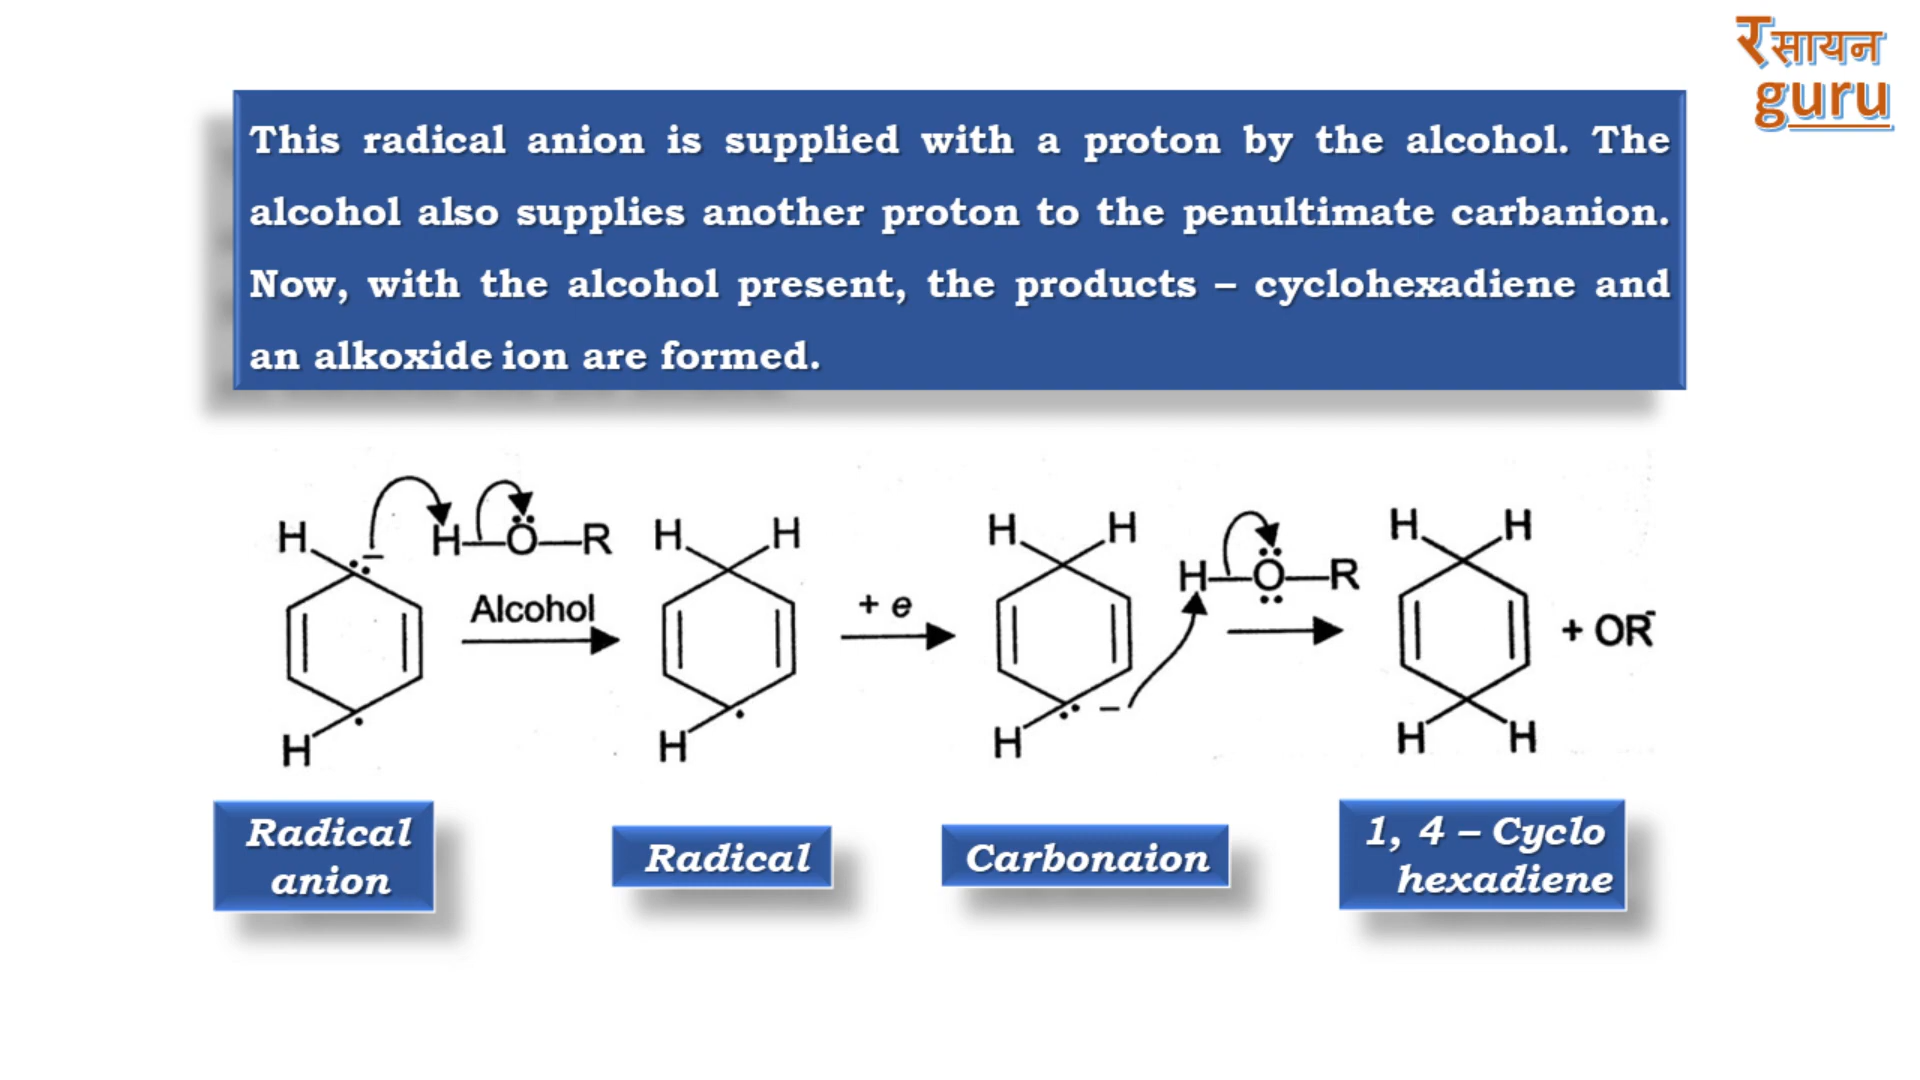 रसायन
guru
This radical anion is supplied with a proton by the alcohol. The
alcohol also supplies another proton to the penultimate carbanion.
Now, with the alcohol present, the products – cyclohexadiene and
an alkoxide ion are formed.
H H—O—R H H H H H—O—R H H
Alcohol + e + OR-
H H H H H
Radical
anion
Radical
Carbonaion
1, 4 – Cyclo
hexadiene